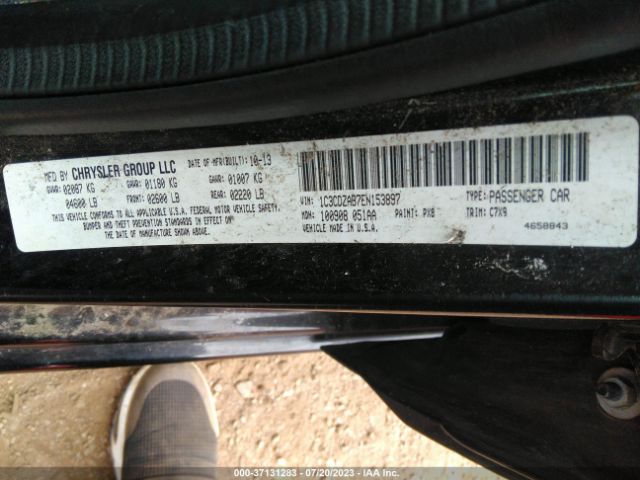 MFD BY CHRYSLER GROUP LLC
DATE OF MFR(BUILT): 10-13
GVWR: 02087 KG GAWR: 01180 KG GAWR: 01007 KG
04600 LB FRONT: 02600 LB REAR: 02220 LB
THIS VEHICLE CONFORMS TO ALL APPLICABLE U.S.A. FEDERAL MOTOR VEHICLE SAFETY,
BUMPER AND THEFT PREVENTION STANDARDS IN EFFECT ON
THE DATE OF MANUFACTURE SHOWN ABOVE.
VIN: 1C3CDZAB7EN153897 TYPE: PASSENGER CAR
MDH: 100908 051AA PAINT: PX8 TRIM: C7X9
VEHICLE MADE IN U.S.A. 4658843
000-37131283 / 07/20/2023 / IAA Inc.